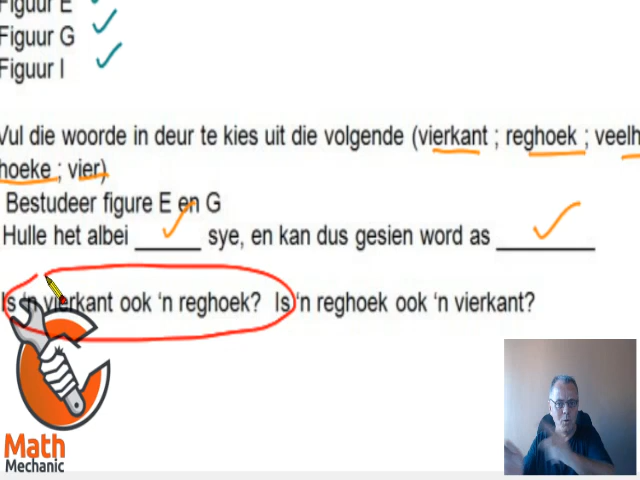 Figuur E
Figuur G
Figuur I
Vul die woorde in deur te kies uit die volgende (vierkant ; reghoek ; veelh
hoeke ; vier)
Bestudeer figure E en G
Hulle het albei ______ sye, en kan dus gesien word as _________
Is 'n vierkant ook 'n reghoek? Is 'n reghoek ook 'n vierkant?
Math
Mechanic